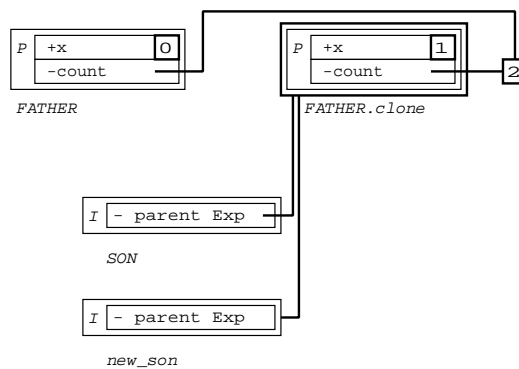 P +x 0 P +x 1
-count -count 2
FATHER FATHER.clone
I - parent Exp
SON
I - parent Exp
new_son